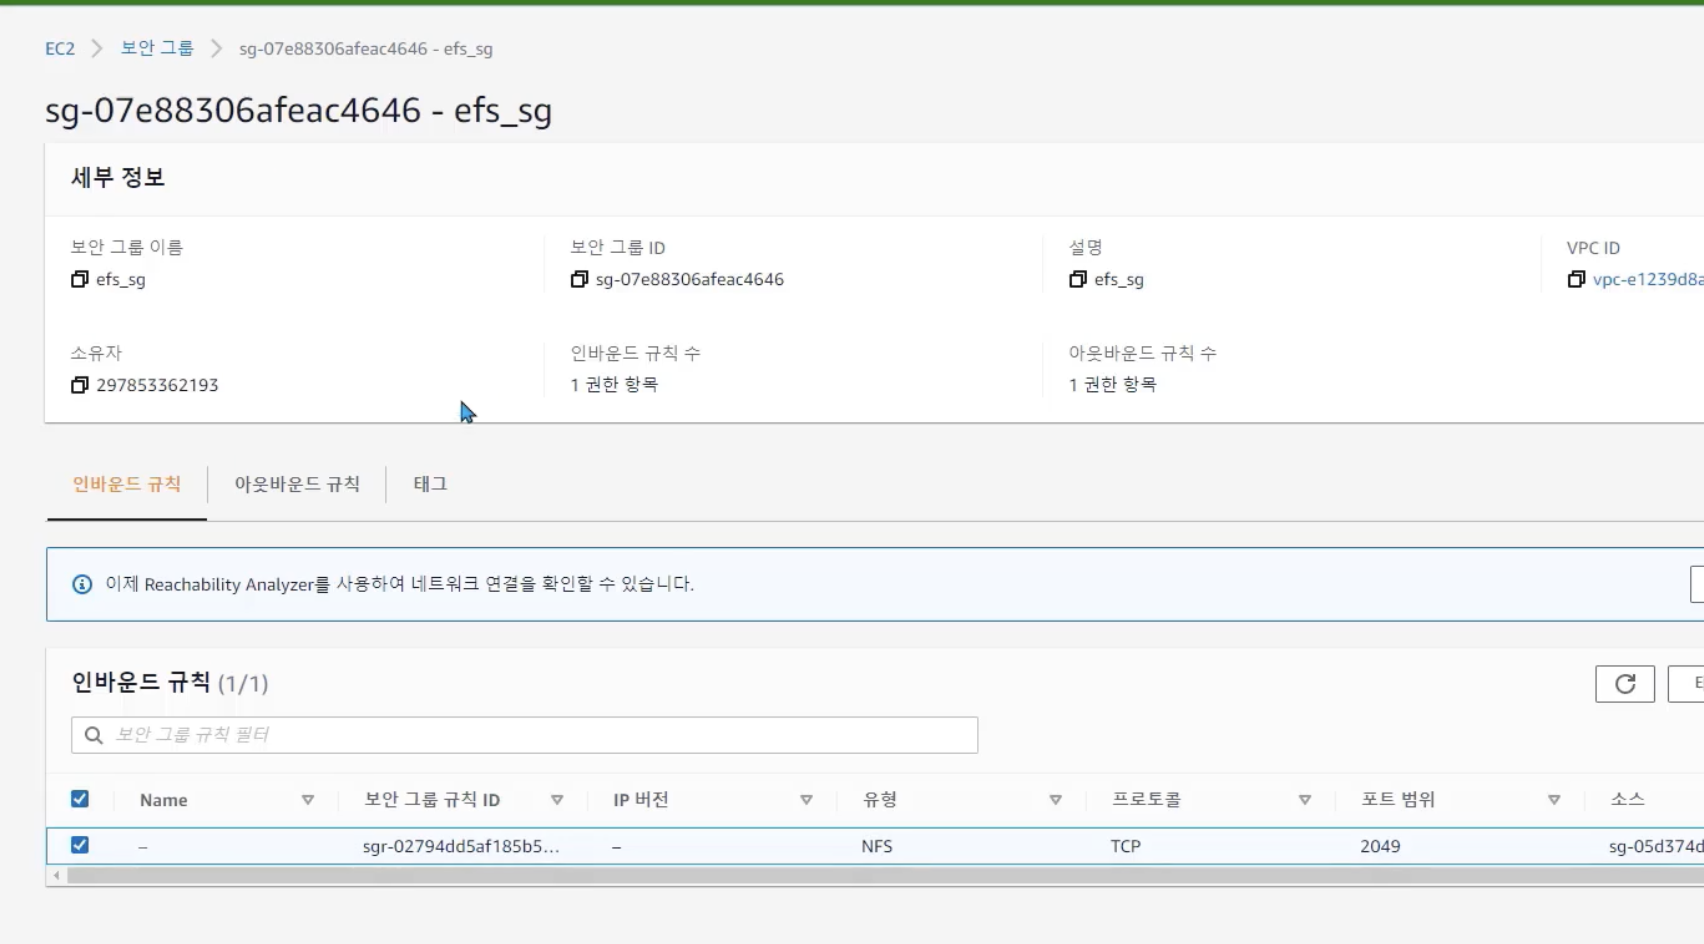 EC2 > 보안 그룹 > sg-07e88306afeac4646 - efs_sg
sg-07e88306afeac4646 - efs_sg
세부 정보
보안 그룹 이름 보안 그룹 ID 설명 VPC ID
efs_sg sg-07e88306afeac4646 efs_sg vpc-e1239d8a
소유자 인바운드 규칙 수 아웃바운드 규칙 수
297853362193 1 권한 항목 1 권한 항목
인바운드 규칙 아웃바운드 규칙 태그
이제 Reachability Analyzer를 사용하여 네트워크 연결을 확인할 수 있습니다.
인바운드 규칙 (1/1)
보안 그룹 규칙 필터
Name 보안 그룹 규칙 ID IP 버전 유형 프로토콜 포트 범위 소스
– sgr-02794dd5af185b5... – NFS TCP 2049 sg-05d374d